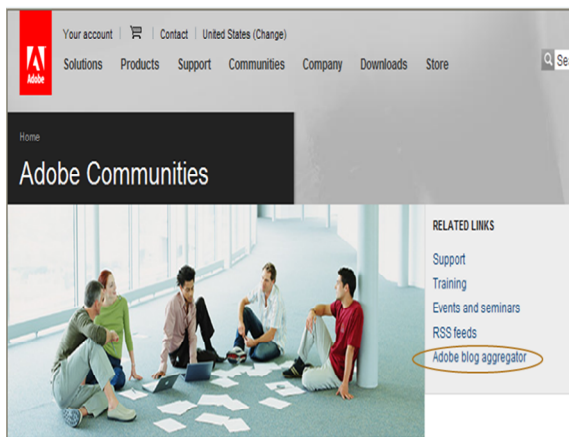 Your account | Contact | United States (Change)
Adobe
Solutions Products Support Communities Company Downloads Store
Home
Adobe Communities
RELATED LINKS
Support
Training
Events and seminars
RSS feeds
Adobe blog aggregator